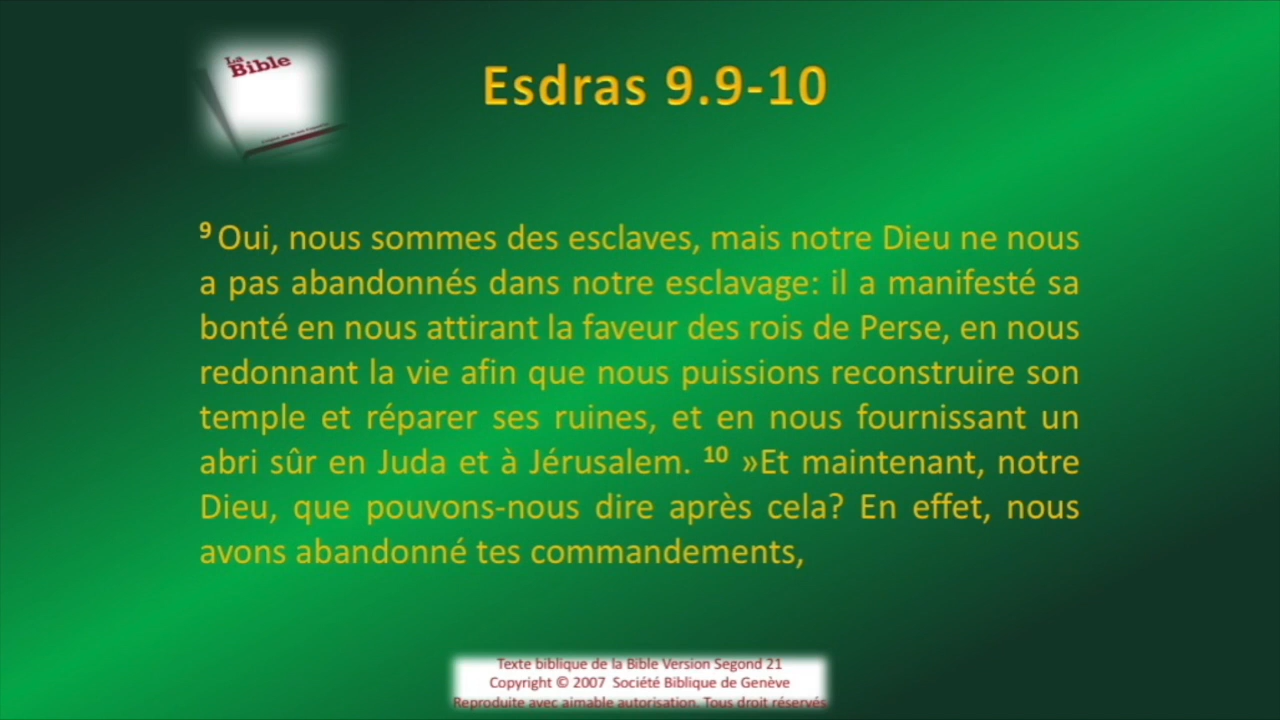 La
Bible
Esdras 9.9-10
9 Oui, nous sommes des esclaves, mais notre Dieu ne nous
a pas abandonnés dans notre esclavage: il a manifesté sa
bonté en nous attirant la faveur des rois de Perse, en nous
redonnant la vie afin que nous puissions reconstruire son
temple et réparer ses ruines, et en nous fournissant un
abri sûr en Juda et à Jérusalem. 10 »Et maintenant, notre
Dieu, que pouvons-nous dire après cela? En effet, nous
avons abandonné tes commandements,
Texte biblique de la Bible Version Segond 21
Copyright © 2007 Société Biblique de Genève
Reproduite avec aimable autorisation. Tous droit réservés